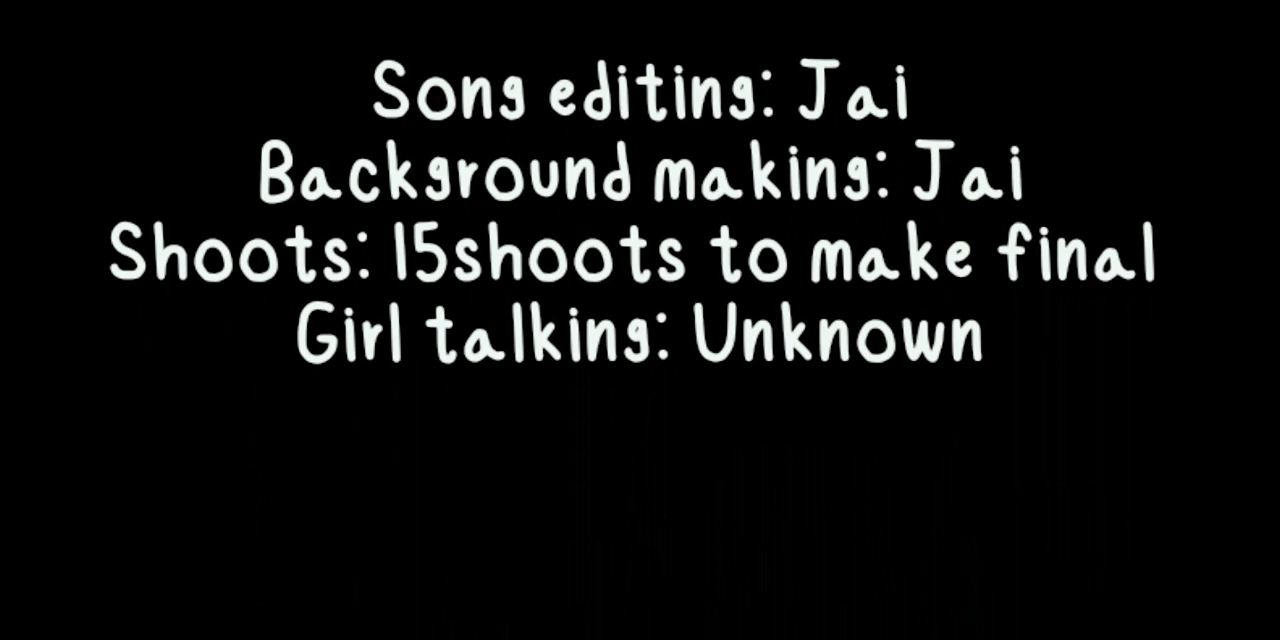 Song editing: Jai
Background making: Jai
Shoots: 15shoots to make final
Girl talking: Unknown